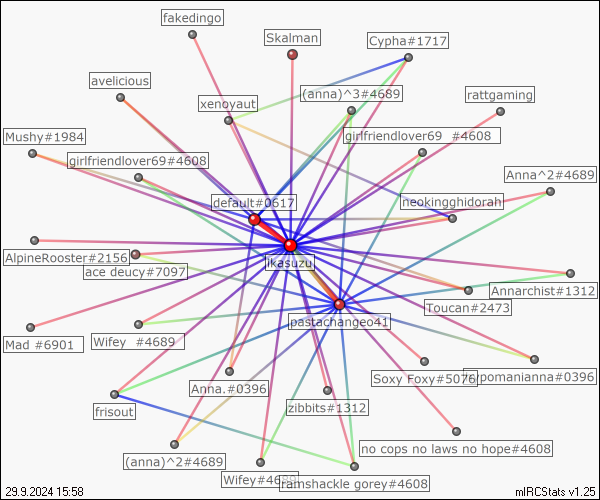 fakedingo
Skalman
Cypha#1717
avelicious
(anna)^3#4689
rattgaming
xenoyaut
Mushy#1984
girlfriendlover69 #4608
girlfriendlover69#4608
Anna^2#4689
default#0617
neokingghidorah
AlpineRooster#2156
ikasuzu
ace deucy#7097
Annarchist#1312
Toucan#2473
pastachangeo41
Mad #6901
Wifey #4689
Soxy Foxy#5076
ypomanianna#0396
Anna.#0396
zibbits#1312
frisout
no cops no laws no hope#4608
(anna)^2#4689
Wifey#4689
ramshackle gorey#4608
29.9.2024 15:58
mIRCStats v1.25